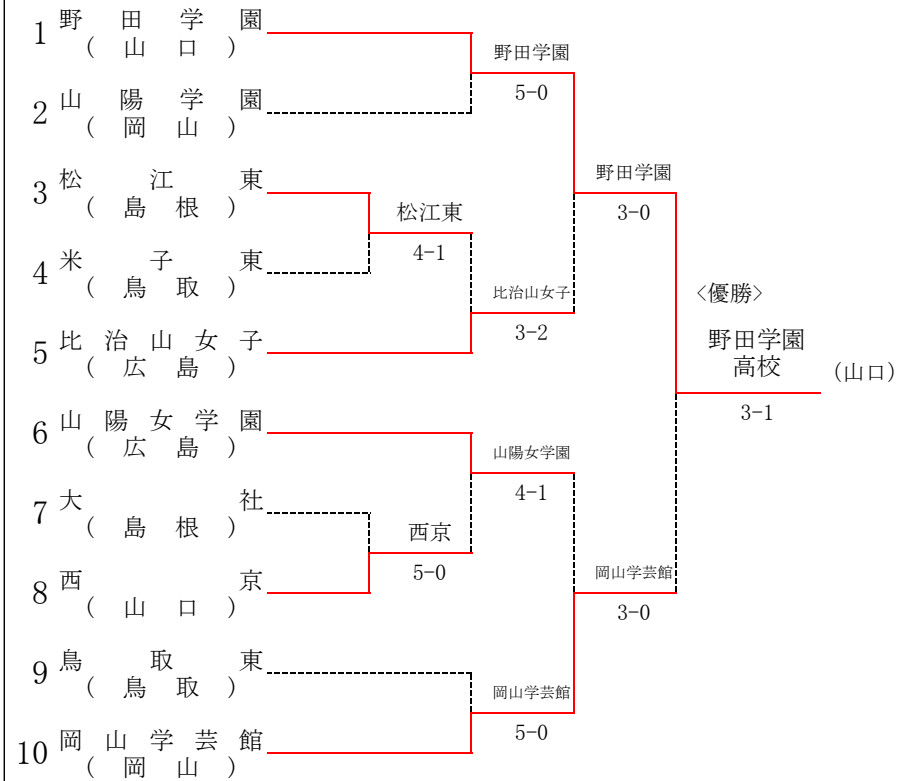 1 野田学園
(山口)
野田学園
5-0
2 山陽学園
(岡山)
野田学園
3-0
3 松江東
(島根)
松江東
4-1
4 米子東
(鳥取)
比治山女子
3-2
5 比治山女子
(広島)
<優勝>
野田学園
高校
(山口)
3-1
6 山陽女学園
(広島)
山陽女学園
4-1
7 大社
(島根)
西京
5-0
8 西京
(山口)
岡山学芸館
3-0
9 鳥取東
(鳥取)
岡山学芸館
5-0
10 岡山学芸館
(岡山)